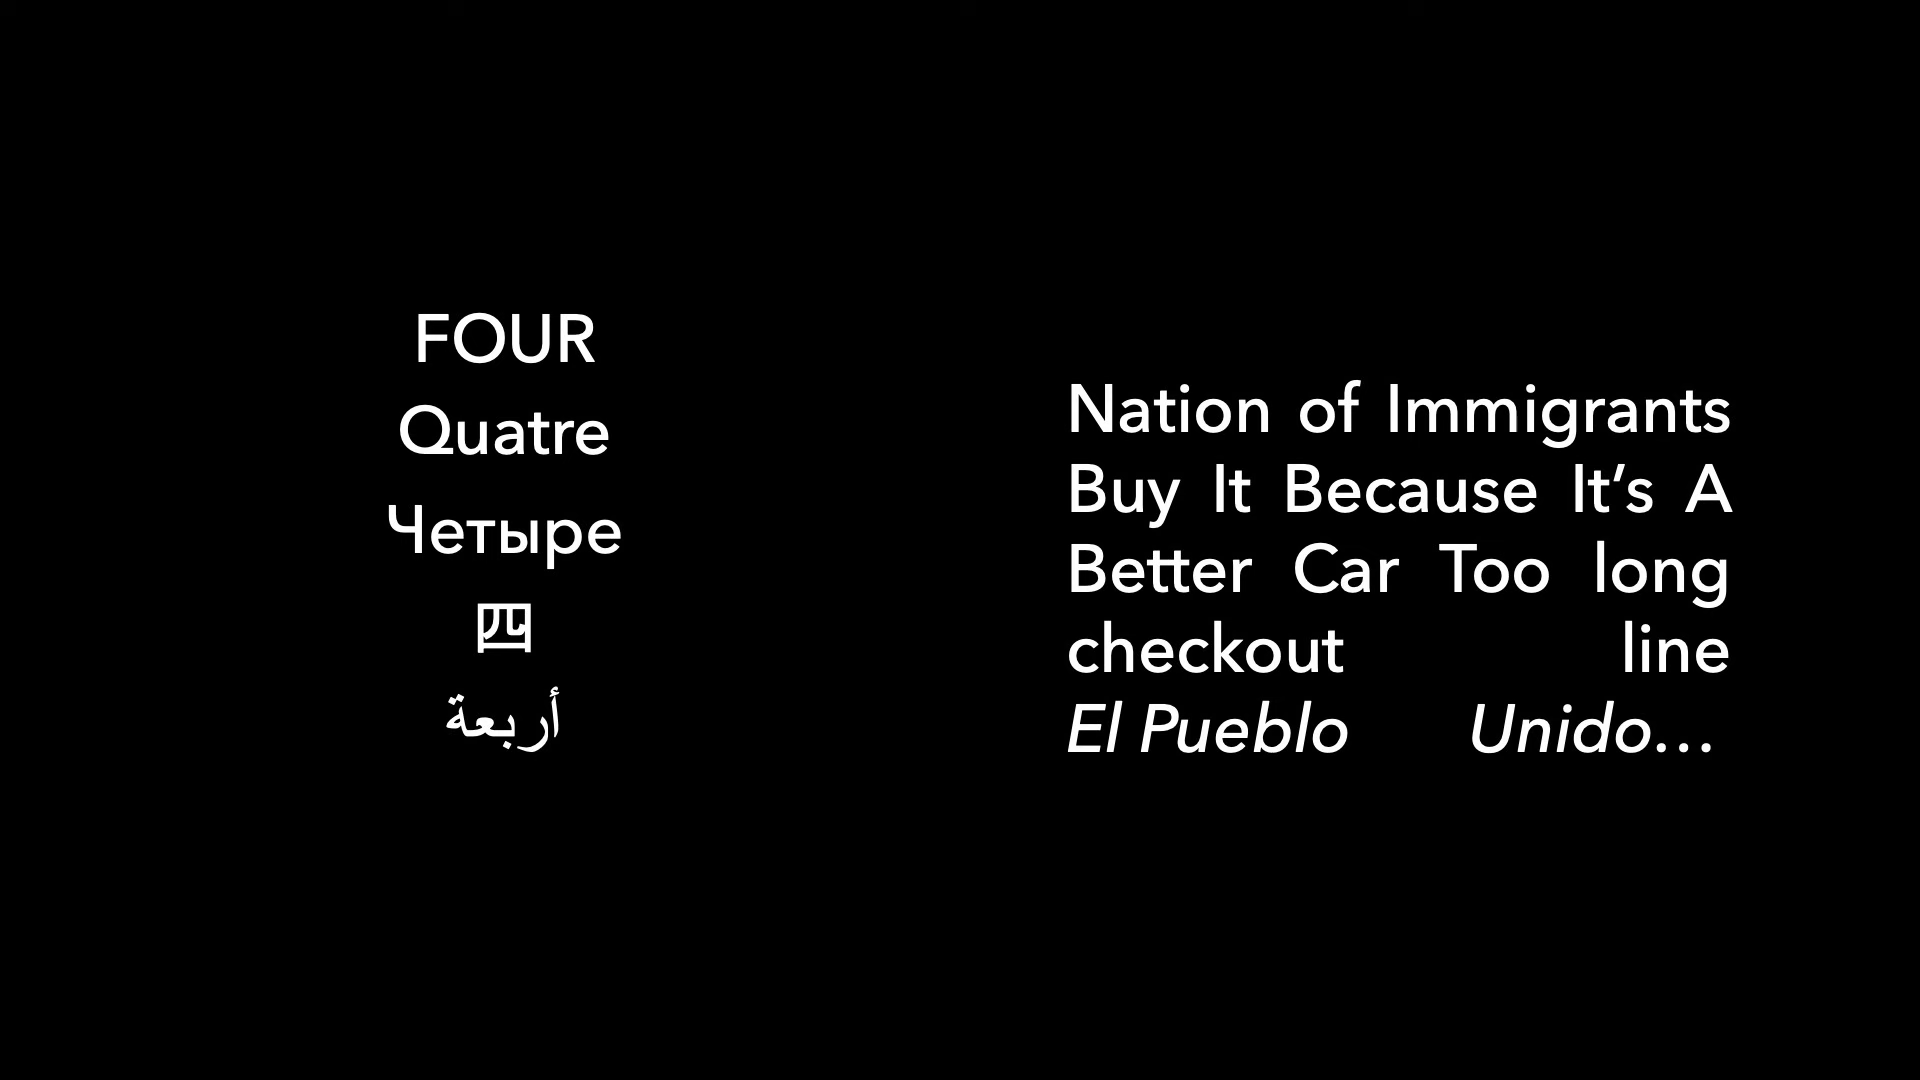 FOUR
Quatre
Четыре
四
أربعة
Nation of Immigrants
Buy It Because It’s A
Better Car Too long
checkout line
El Pueblo Unido…